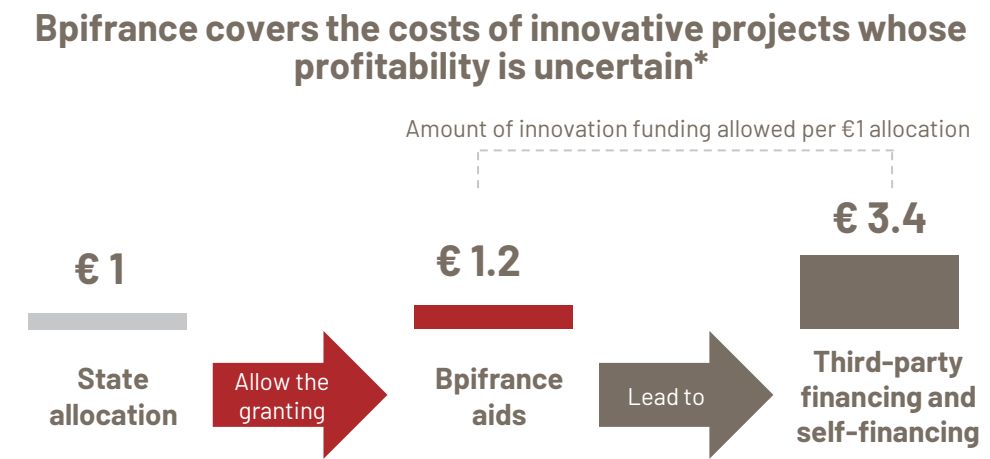 Bpifrance covers the costs of innovative projects whose
profitability is uncertain*
Amount of innovation funding allowed per €1 allocation
€ 1
€ 1.2
€ 3.4
State
allocation
Allow the
granting
Bpifrance
aids
Lead to
Third-party
financing and
self-financing